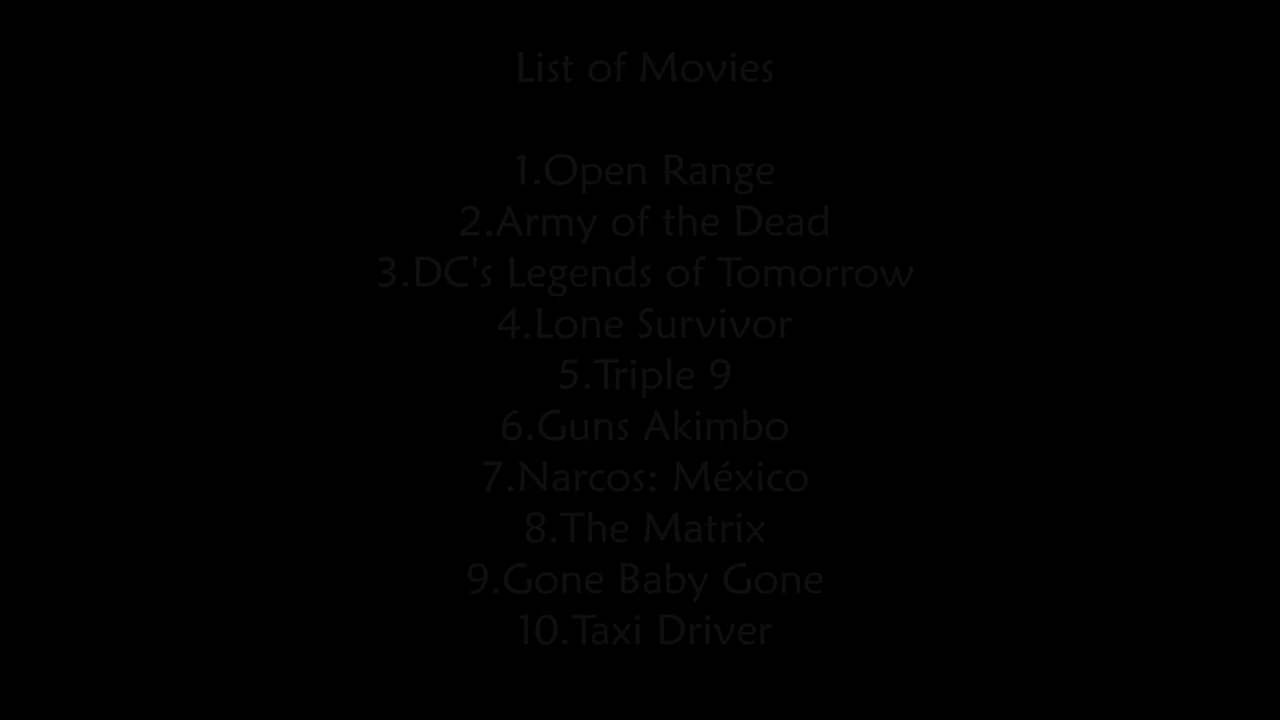 List of Movies
1.Open Range
2.Army of the Dead
3.DC's Legends of Tomorrow
4.Lone Survivor
5.Triple 9
6.Guns Akimbo
7.Narcos: México
8.The Matrix
9.Gone Baby Gone
10.Taxi Driver